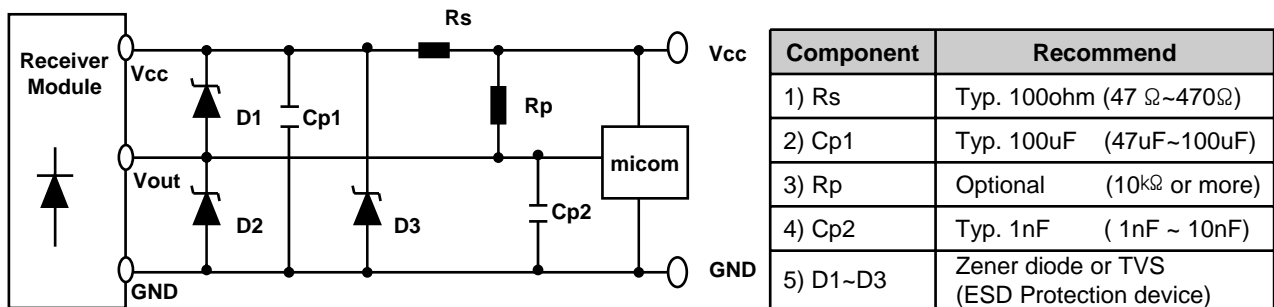 Rs
Receiver
Module
Vcc
Vcc
D1
Cp1
Rp
micom
Vout
D2
D3
Cp2
GND
GND
Component Recommend
1) Rs Typ. 100ohm (47 Ω~470Ω)
2) Cp1 Typ. 100uF (47uF~100uF)
3) Rp Optional (10㏀ or more)
4) Cp2 Typ. 1nF ( 1nF ~ 10nF)
5) D1~D3 Zener diode or TVS
(ESD Protection device)